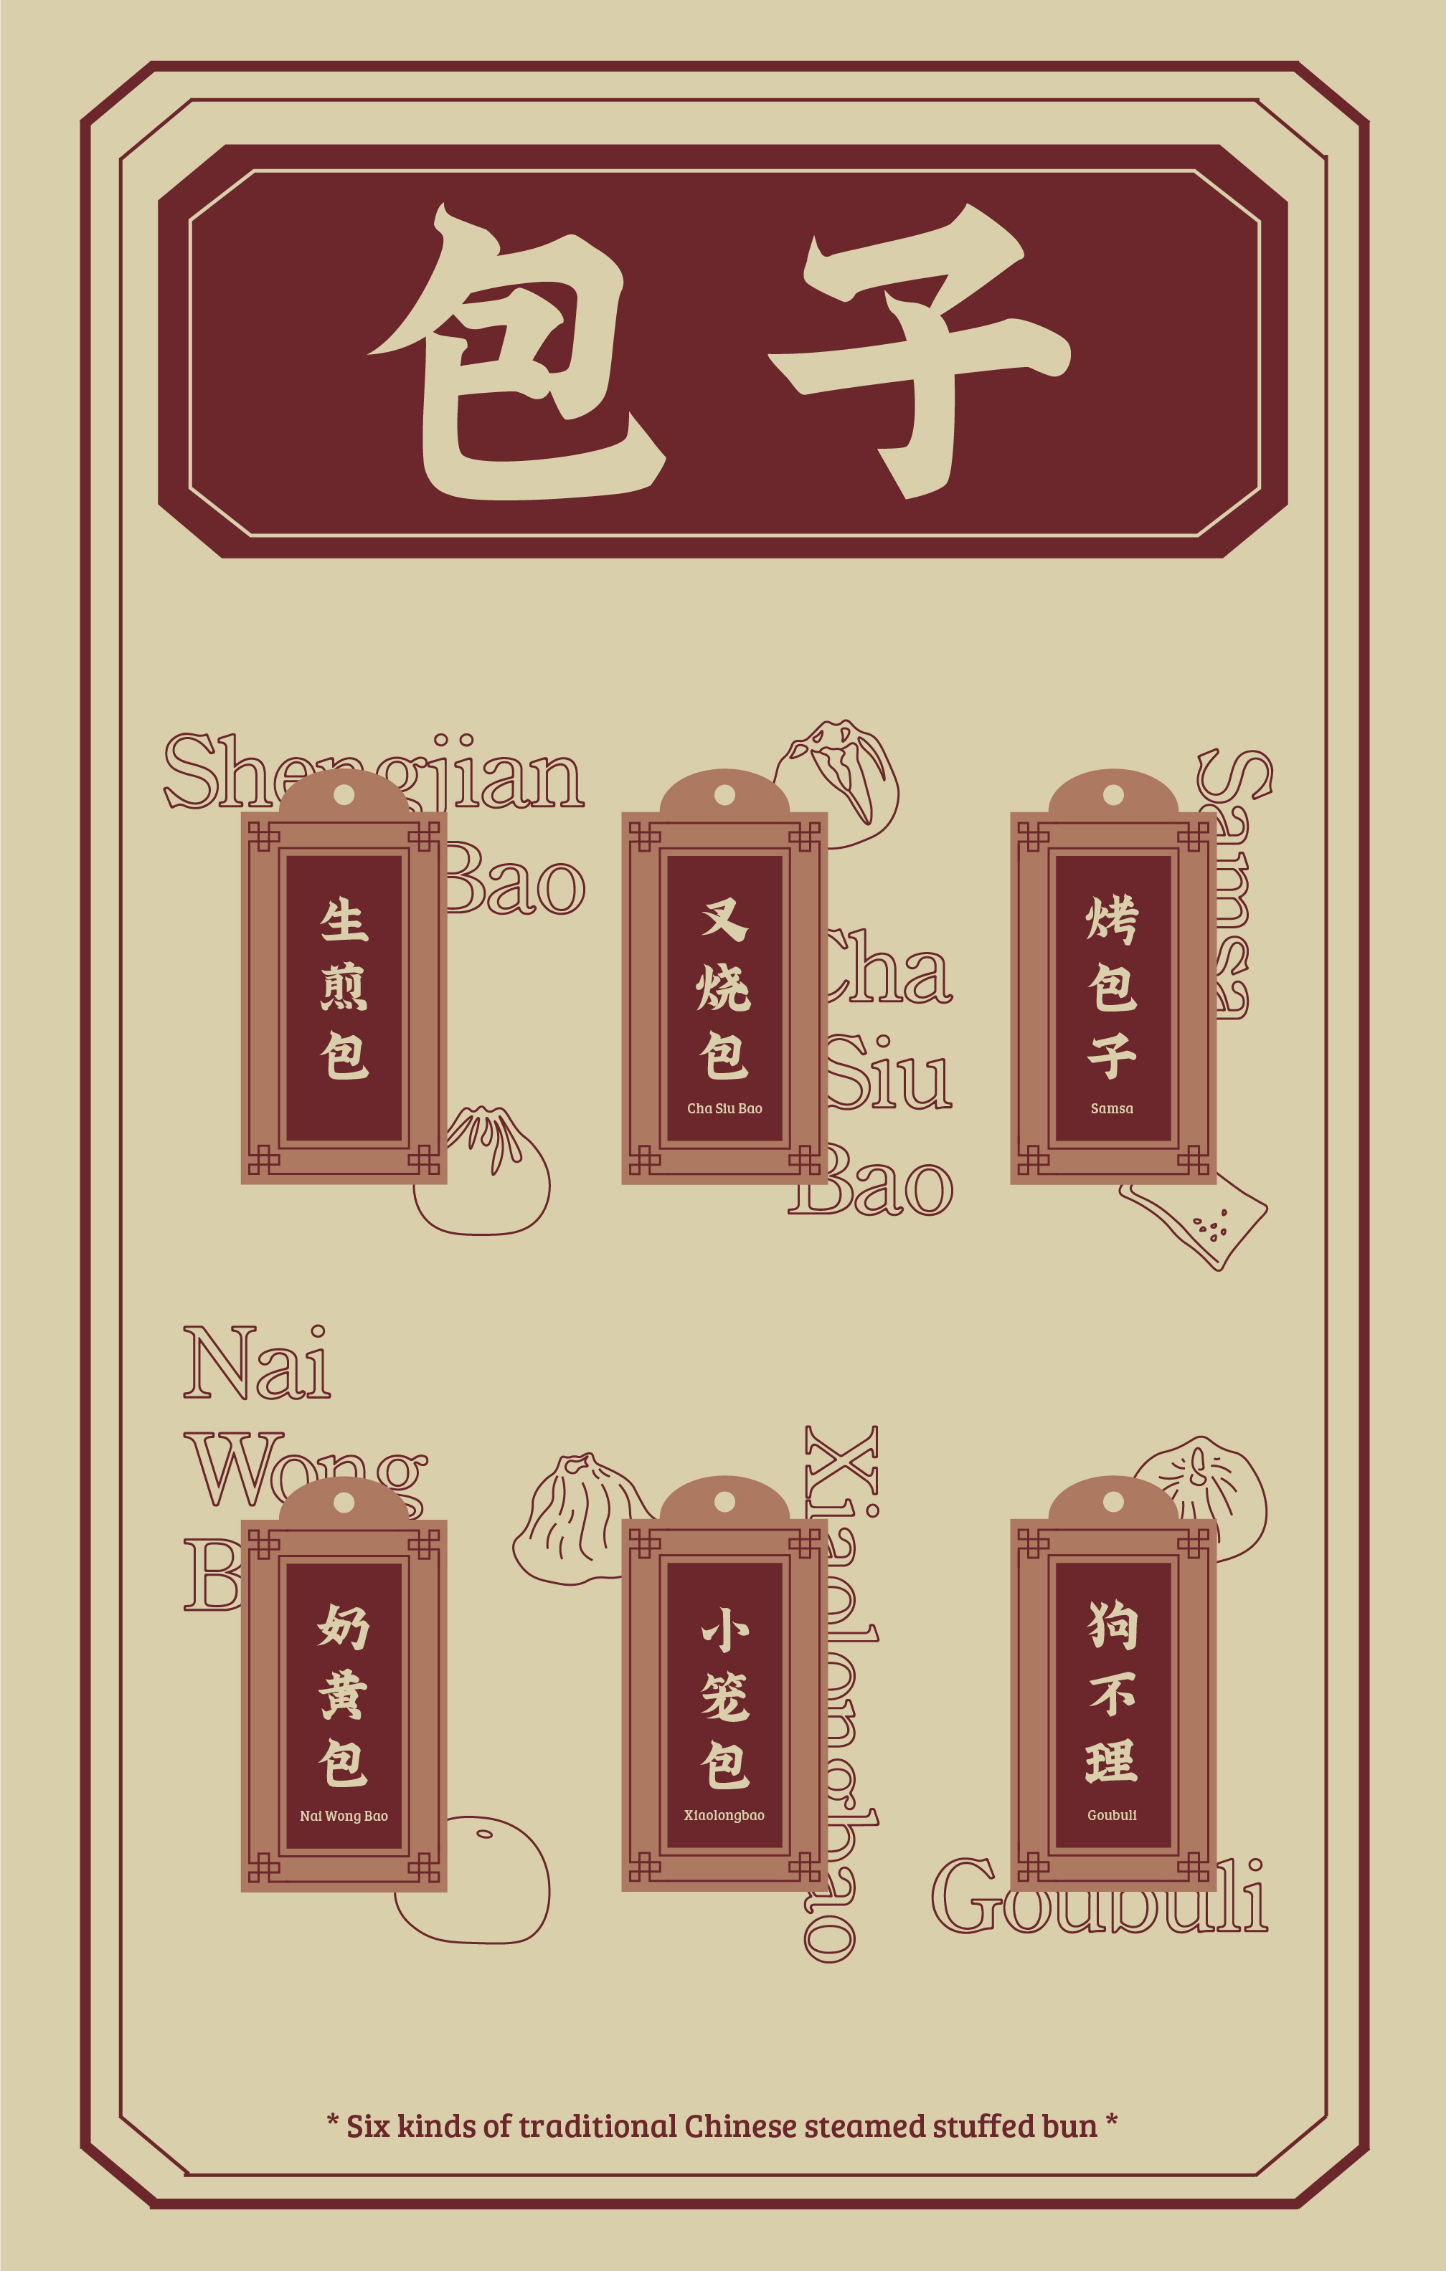 包子
Shengjian
Bao
生煎包
叉烧包
Cha Siu Bao
Cha
Siu
Bao
烤包子
Samsa
Samsa
Nai
Wong
B
奶黄包
Nai Wong Bao
小笼包
Xiaolongbao
Xiaolongbao
狗不理
Goubuli
Goubuli
* Six kinds of traditional Chinese steamed stuffed bun *